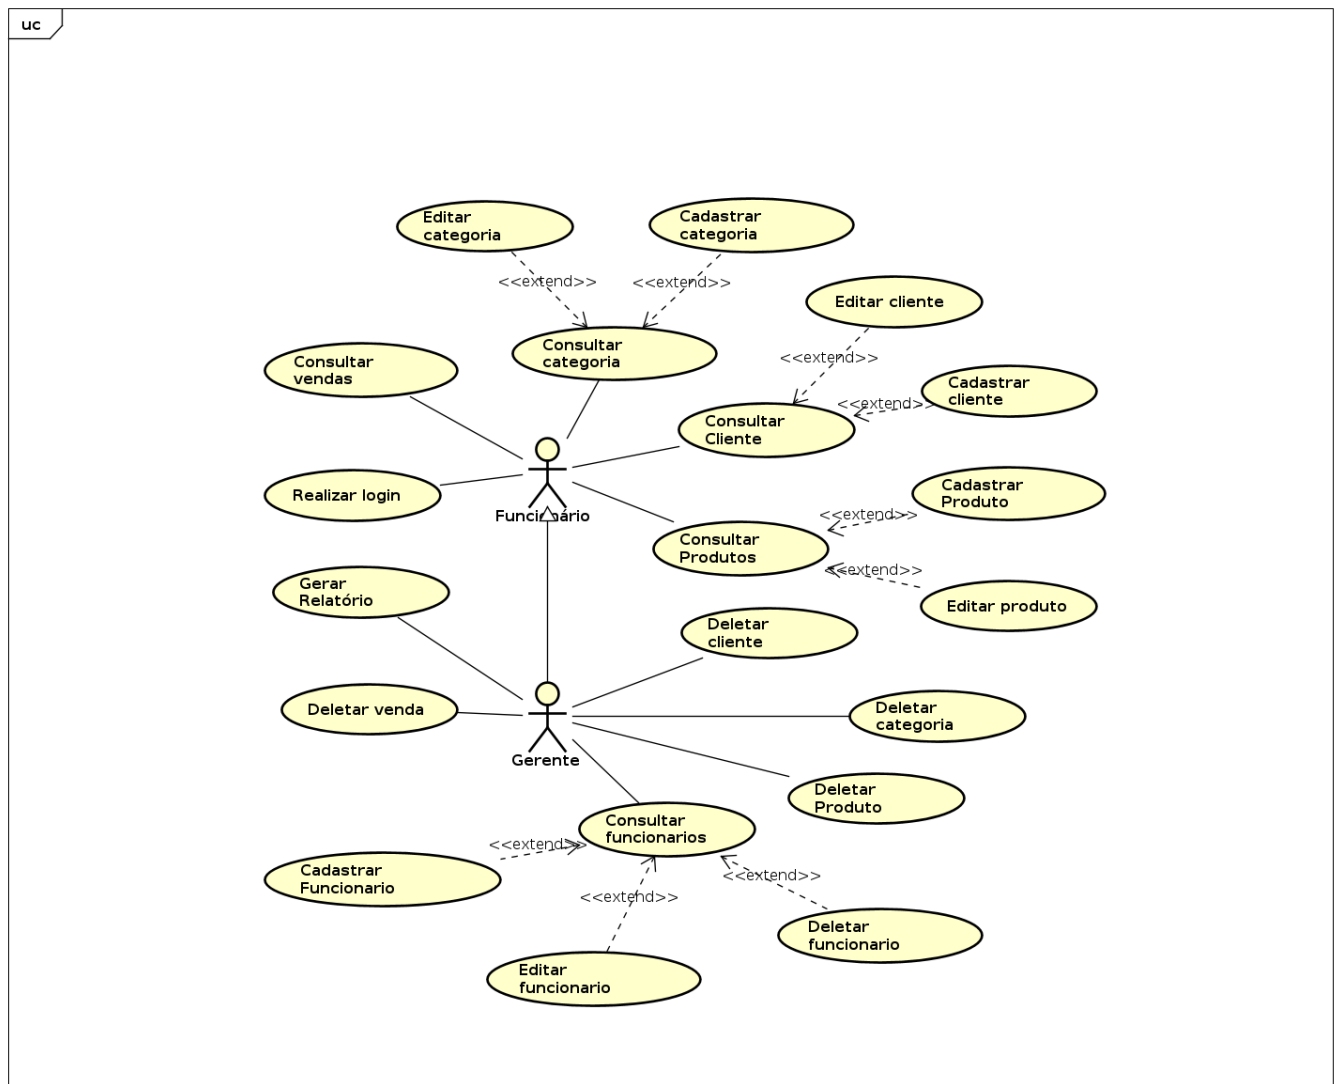 uc
Editar
categoria
Cadastrar
categoria
<<extend>>
<<extend>>
Editar cliente
Consultar
categoria
Consultar
vendas
<<extend>>
Cadastrar
cliente
<<extend>>
Consultar
Cliente
Realizar login
Funcionário
Cadastrar
Produto
<<extend>>
Consultar
Produtos
<<extend>>
Editar produto
Gerar
Relatório
Deletar
cliente
Deletar venda
Gerente
Deletar
categoria
Deletar
Produto
Consultar
funcionarios
<<extend>>
Cadastrar
Funcionario
<<extend>>
<<extend>>
Deletar
funcionario
Editar
funcionario